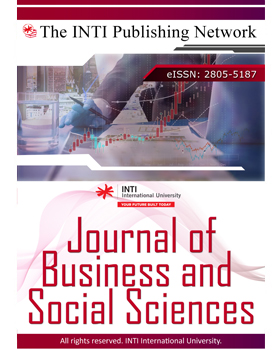 The INTI Publishing Network
eISSN: 2805-5187
INTI
International University
YOUR FUTURE BUILT TODAY
Journal of
Business and
Social Sciences
All rights reserved. INTI International University.